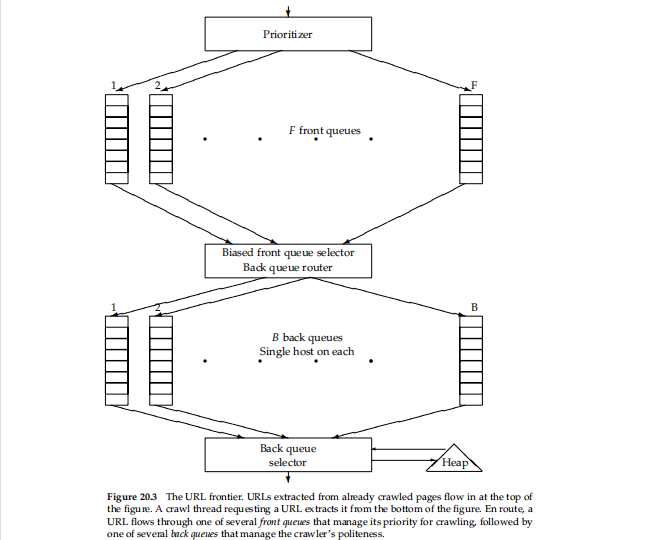 Prioritizer
1
2
F
F front queues
Biased front queue selector
Back queue router
1
2
B
B back queues
Single host on each
Back queue
selector
Heap
Figure 20.3 The URL frontier. URLs extracted from already crawled pages flow in at the top of
the figure. A crawl thread requesting a URL extracts it from the bottom of the figure. En route, a
URL flows through one of several front queues that manage its priority for crawling, followed by
one of several back queues that manage the crawler's politeness.